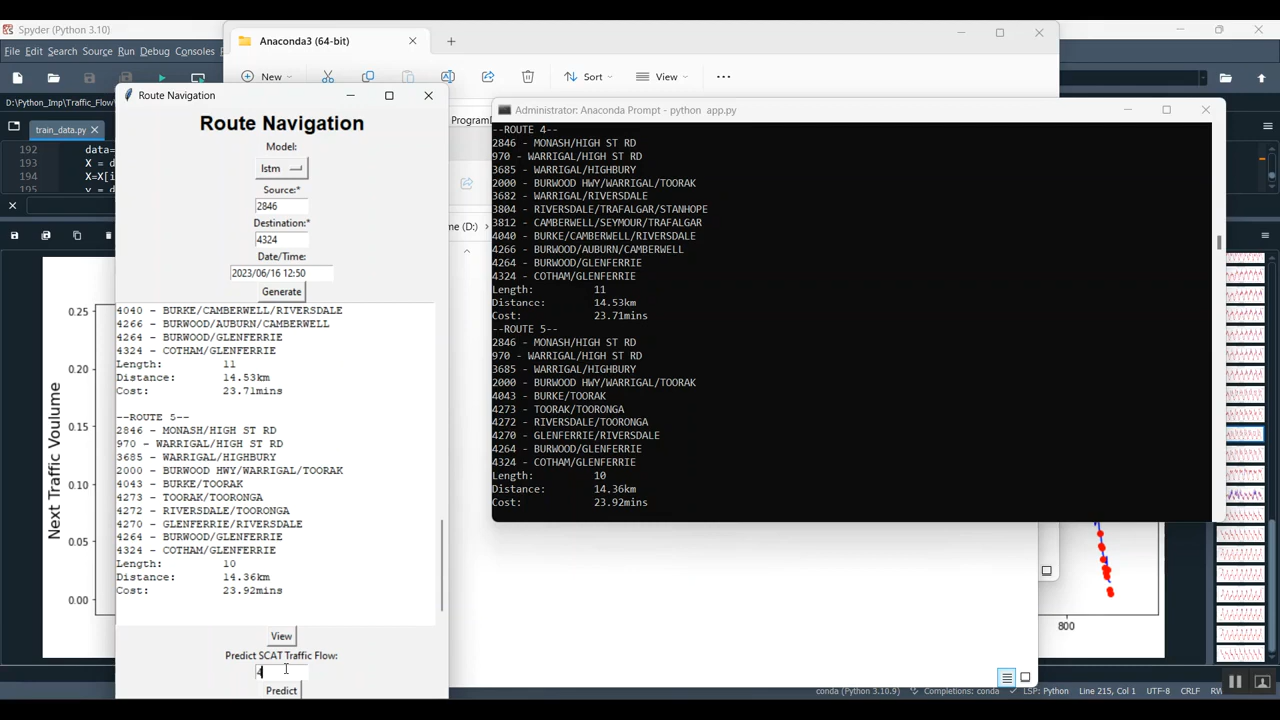 Spyder (Python 3.10)
File Edit Search Source Run Debug Consoles
D:\Python_Imp\Traffic_Flow
train_data.py
192 data=
193 X = d
194 X=X[i
195
Anaconda3 (64-bit)
New
Sort
View
me (D:)
Route Navigation
Route Navigation
Model:
lstm
Source:*
2846
Destination:*
4324
Date/Time:
2023/06/16 12:50
Generate
4040 - BURKE/CAMBERWELL/RIVERSDALE
4266 - BURWOOD/AUBURN/CAMBERWELL
4264 - BURWOOD/GLENFERRIE
4324 - COTHAM/GLENFERRIE
Length: 11
Distance: 14.53km
Cost: 23.71mins
--ROUTE 5--
2846 - MONASH/HIGH ST RD
970 - WARRIGAL/HIGH ST RD
3685 - WARRIGAL/HIGHBURY
2000 - BURWOOD HWY/WARRIGAL/TOORAK
4043 - BURKE/TOORAK
4273 - TOORAK/TOORONGA
4272 - RIVERSDALE/TOORONGA
4270 - GLENFERRIE/RIVERSDALE
4264 - BURWOOD/GLENFERRIE
4324 - COTHAM/GLENFERRIE
Length: 10
Distance: 14.36km
Cost: 23.92mins
View
Predict SCAT Traffic Flow:
4
Predict
Administrator: Anaconda Prompt - python app.py
--ROUTE 4--
2846 - MONASH/HIGH ST RD
970 - WARRIGAL/HIGH ST RD
3685 - WARRIGAL/HIGHBURY
2000 - BURWOOD HWY/WARRIGAL/TOORAK
3682 - WARRIGAL/RIVERSDALE
3804 - RIVERSDALE/TRAFALGAR/STANHOPE
3812 - CAMBERWELL/SEYMOUR/TRAFALGAR
4040 - BURKE/CAMBERWELL/RIVERSDALE
4266 - BURWOOD/AUBURN/CAMBERWELL
4264 - BURWOOD/GLENFERRIE
4324 - COTHAM/GLENFERRIE
Length: 11
Distance: 14.53km
Cost: 23.71mins
--ROUTE 5--
2846 - MONASH/HIGH ST RD
970 - WARRIGAL/HIGH ST RD
3685 - WARRIGAL/HIGHBURY
2000 - BURWOOD HWY/WARRIGAL/TOORAK
4043 - BURKE/TOORAK
4273 - TOORAK/TOORONGA
4272 - RIVERSDALE/TOORONGA
4270 - GLENFERRIE/RIVERSDALE
4264 - BURWOOD/GLENFERRIE
4324 - COTHAM/GLENFERRIE
Length: 10
Distance: 14.36km
Cost: 23.92mins
Next Traffic Voulume
0.25
0.20
0.15
0.10
0.05
0.00
800
conda (Python 3.10.9) Completions: conda LSP: Python Line 215, Col 1 UTF-8 CRLF RW